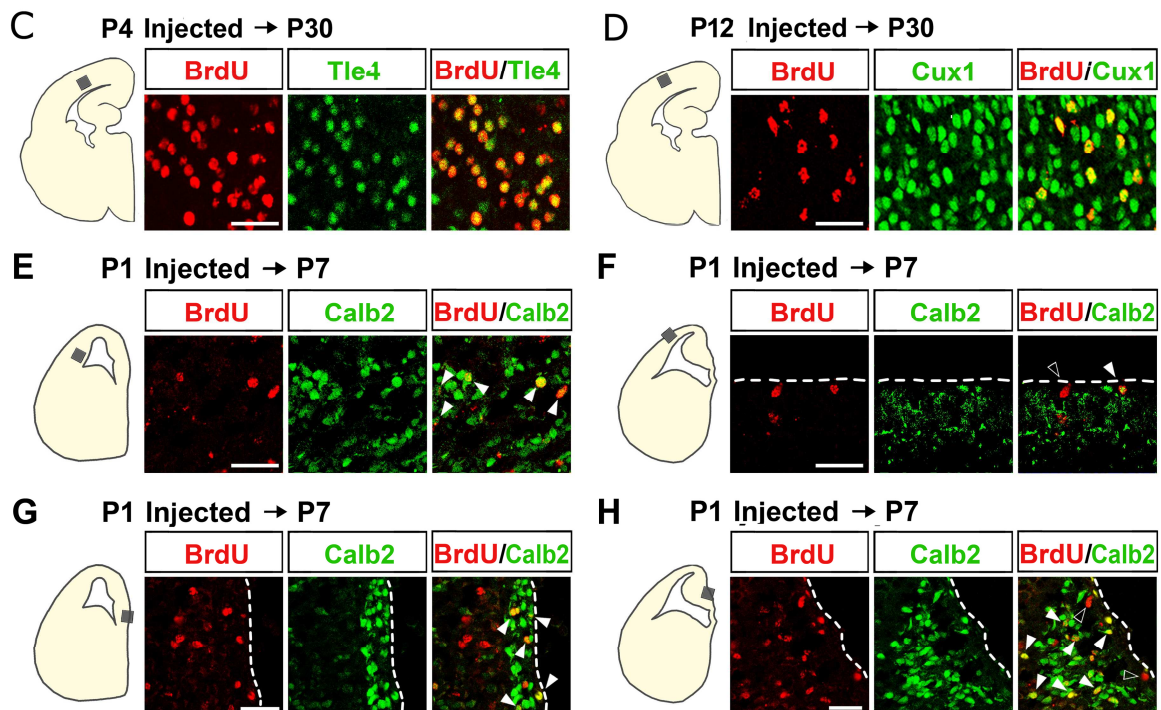 C P4 Injected → P30
BrdU Tle4 BrdU/Tle4
D P12 Injected → P30
BrdU Cux1 BrdU/Cux1
E P1 Injected → P7
BrdU Calb2 BrdU/Calb2
F P1 Injected → P7
BrdU Calb2 BrdU/Calb2
G P1 Injected → P7
BrdU Calb2 BrdU/Calb2
H P1 Injected → P7
BrdU Calb2 BrdU/Calb2